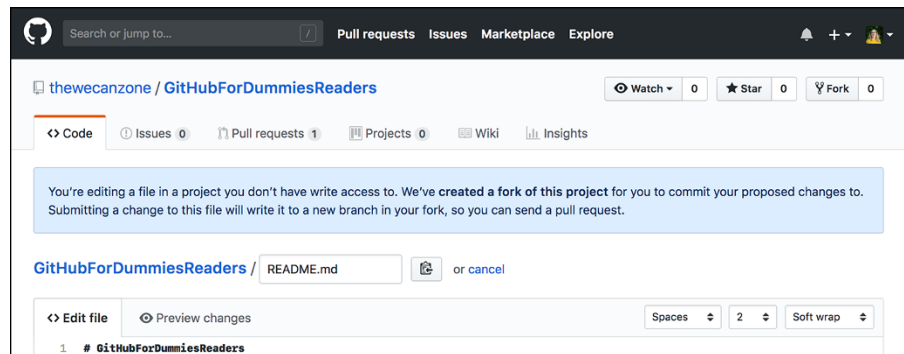 Search or jump to... / Pull requests Issues Marketplace Explore
thewecanzone / GitHubForDummiesReaders Watch 0 Star 0 Fork 0
<> Code Issues 0 Pull requests 1 Projects 0 Wiki Insights
You're editing a file in a project you don't have write access to. We've created a fork of this project for you to commit your proposed changes to.
Submitting a change to this file will write it to a new branch in your fork, so you can send a pull request.
GitHubForDummiesReaders / README.md or cancel
<> Edit file Preview changes Spaces 2 Soft wrap
1 # GitHubForDummiesReaders